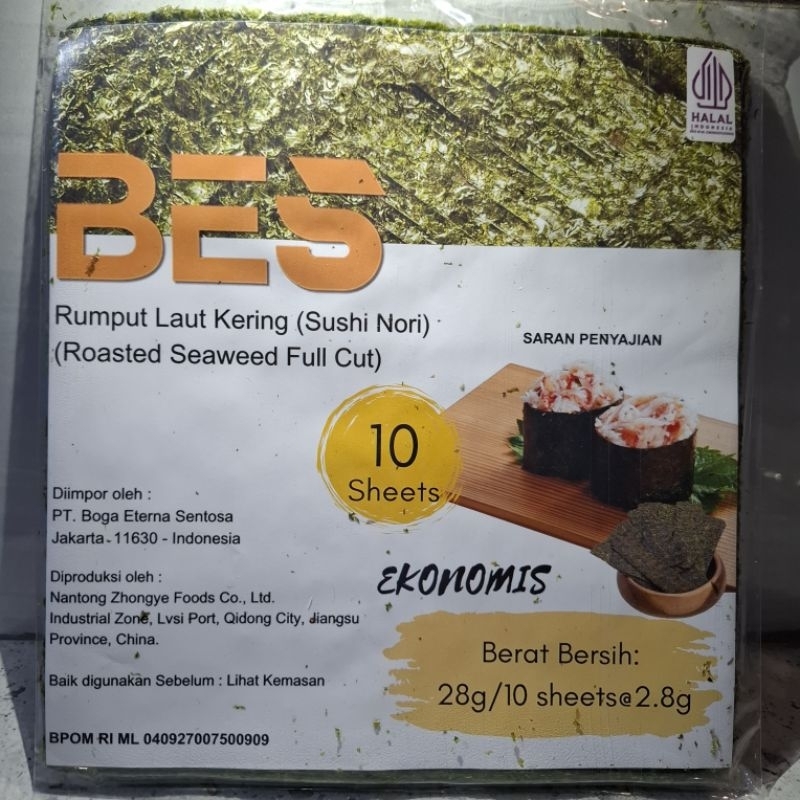 HALAL
INDONESIA
BES
Rumput Laut Kering (Sushi Nori)
(Roasted Seaweed Full Cut)
SARAN PENYAJIAN
10
Sheets
Diimpor oleh :
PT. Boga Eterna Sentosa
Jakarta - 11630 - Indonesia
EKONOMIS
Diproduksi oleh :
Nantong Zhongye Foods Co., Ltd.
Industrial Zone, Lvsi Port, Qidong City, Jiangsu
Province, China.
Berat Bersih:
28g/10 sheets@2.8g
Baik digunakan Sebelum : Lihat Kemasan
BPOM RI ML 040927007500909